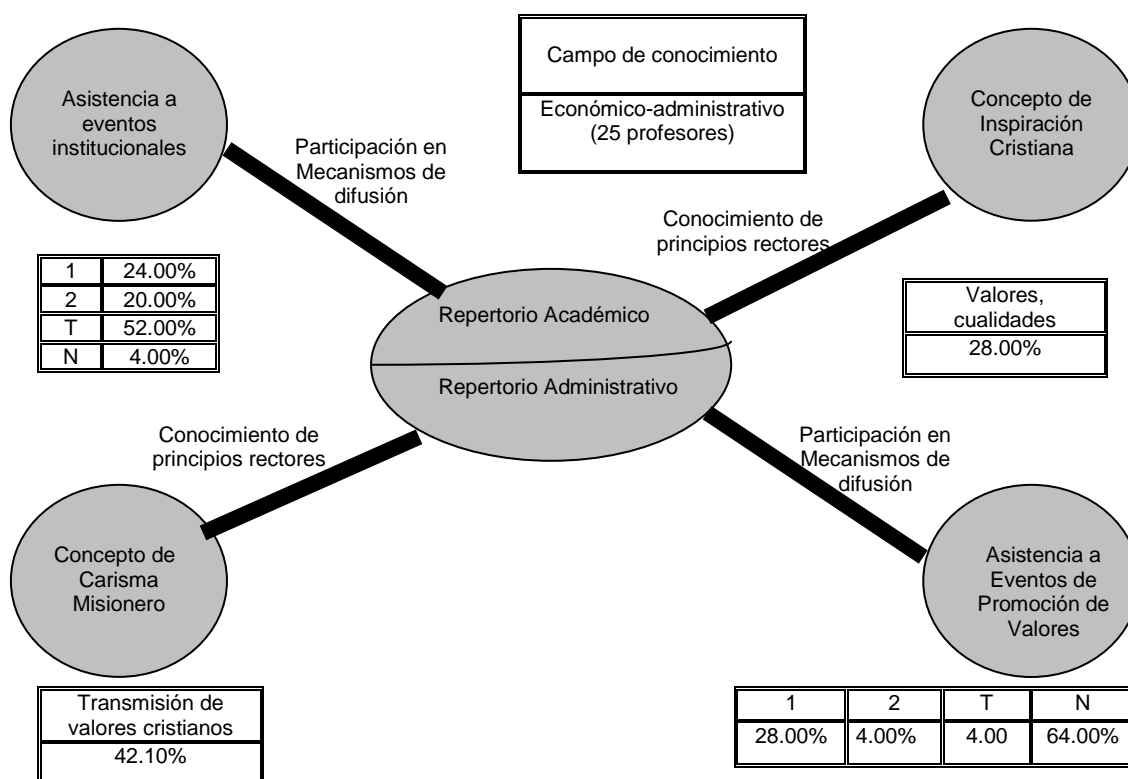 Campo de conocimiento
Económico-administrativo
(25 profesores)
Asistencia a
eventos
institucionales
Participación en
Mecanismos de
difusión
Concepto de
Inspiración
Cristiana
Conocimiento de
principios rectores
1 24.00%
2 20.00%
T 52.00%
N 4.00%
Repertorio Académico
Repertorio Administrativo
Valores,
cualidades
28.00%
Conocimiento de
principios rectores
Participación en
Mecanismos de
difusión
Concepto de
Carisma
Misionero
Asistencia a
Eventos de
Promoción de
Valores
Transmisión de
valores cristianos
42.10%
1 2 T N
28.00% 4.00% 4.00 64.00%